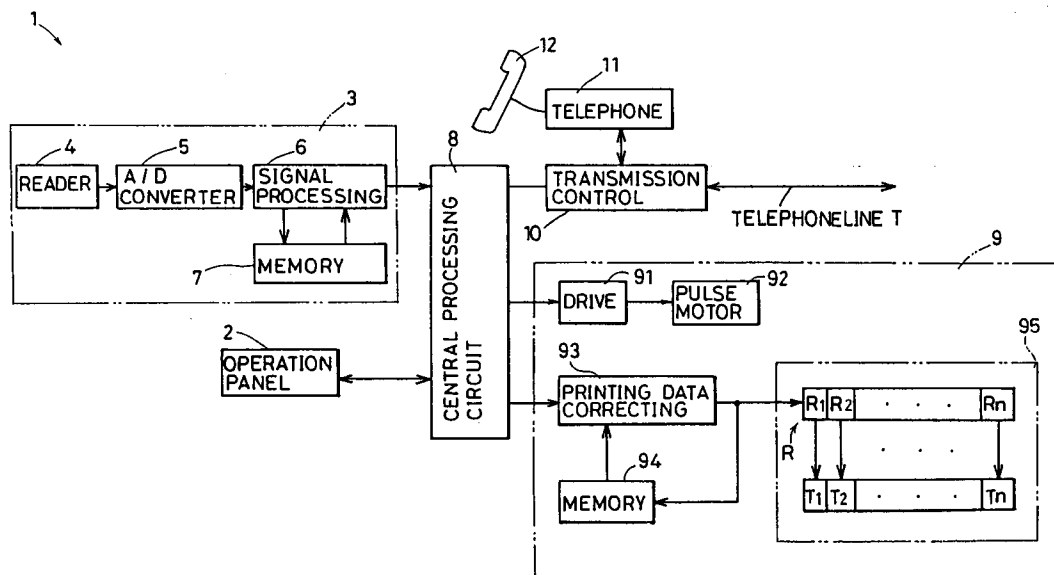 1
12
11
TELEPHONE
3
4
5
6
8
READER
A/D
CONVERTER
SIGNAL
PROCESSING
TRANSMISSION
CONTROL
10
TELEPHONELINE T
7
MEMORY
CENTRAL PROCESSING
CIRCUIT
9
91
92
DRIVE
PULSE
MOTOR
2
OPERATION
PANEL
95
93
PRINTING DATA
CORRECTING
R1 R2 . . . Rn
R
. . .
94
MEMORY
T1 T2 . . . Tn